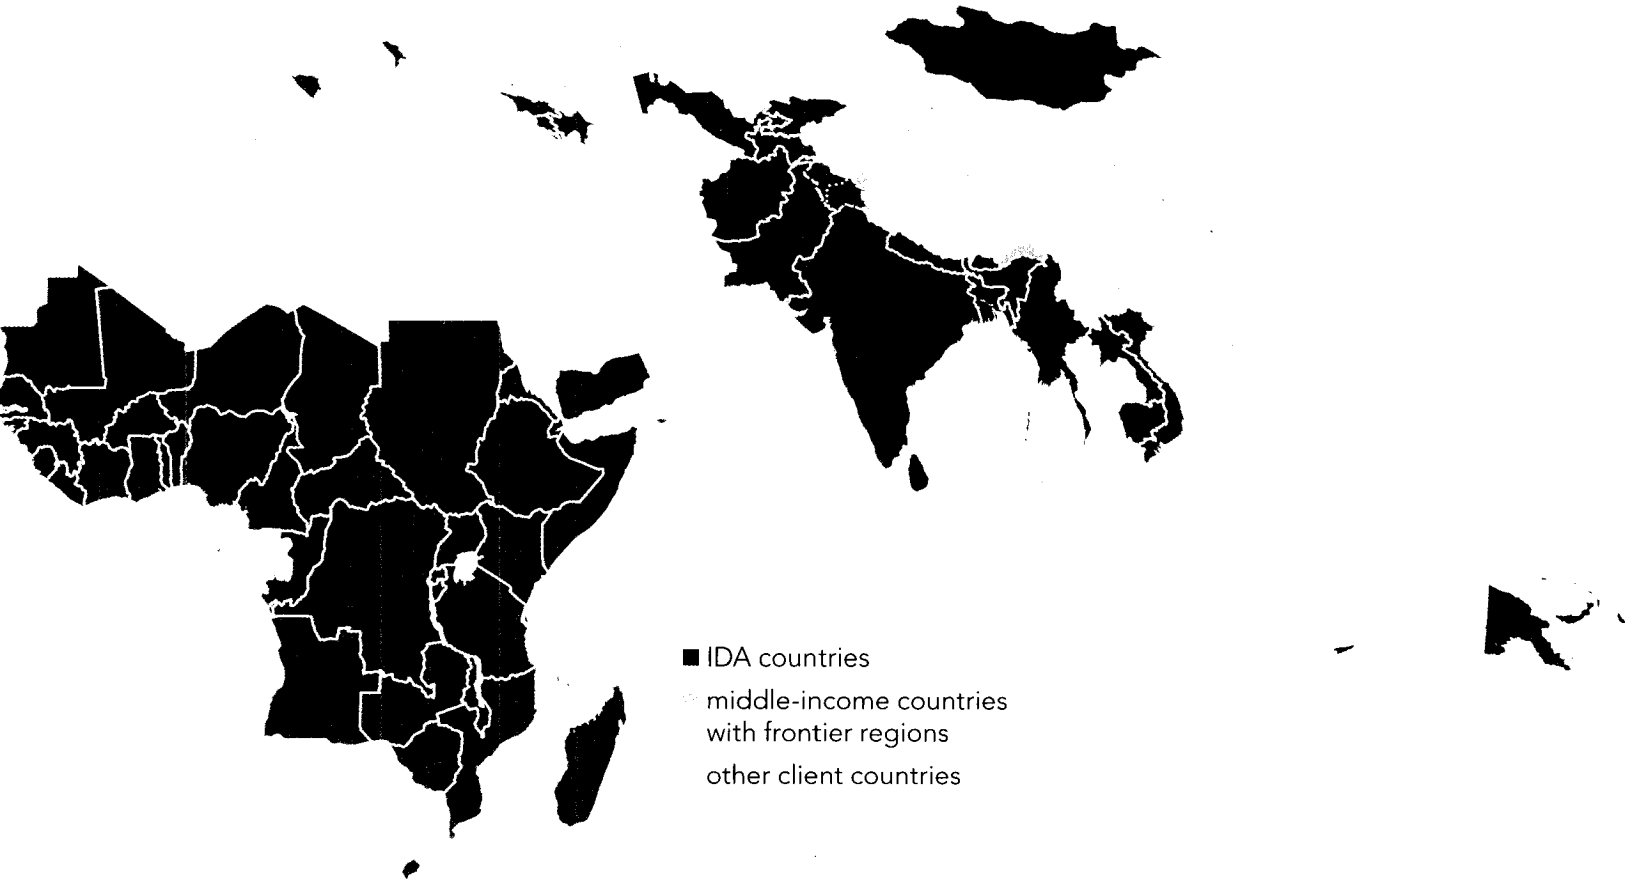 IDA countries
middle-income countries
with frontier regions
other client countries